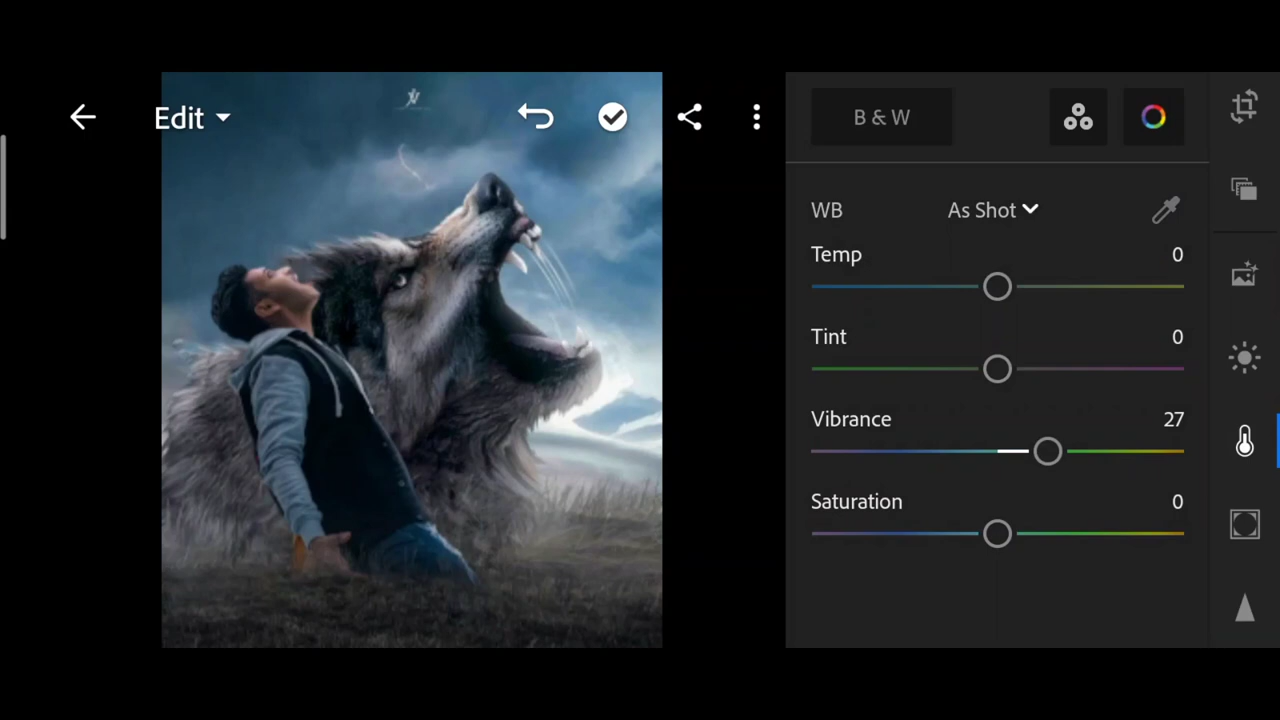 Edit
B & W
WB As Shot
Temp 0
Tint 0
Vibrance 27
Saturation 0